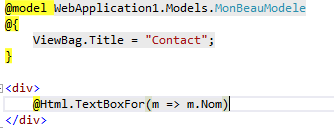 @model WebApplication1.Models.MonBeauModele
@{
ViewBag.Title = "Contact";
}
<div>
@Html.TextBoxFor(m => m.Nom)
</div>